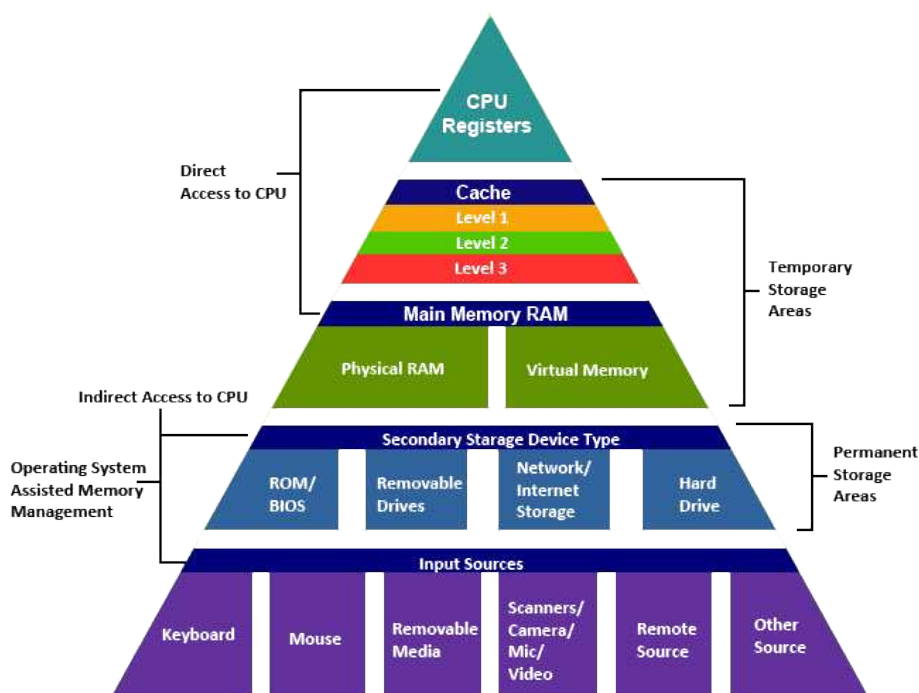 CPU
Registers
Direct
Access to CPU
Cache
Level 1
Level 2
Level 3
Temporary
Storage
Areas
Main Memory RAM
Physical RAM
Virtual Memory
Indirect Access to CPU
Operating System
Assisted Memory
Management
Secondary Starage Device Type
ROM/
BIOS
Removable
Drives
Network/
Internet
Storage
Hard
Drive
Permanent
Storage
Areas
Input Sources
Keyboard
Mouse
Removable
Media
Scanners/
Camera/
Mic/
Video
Remote
Source
Other
Source